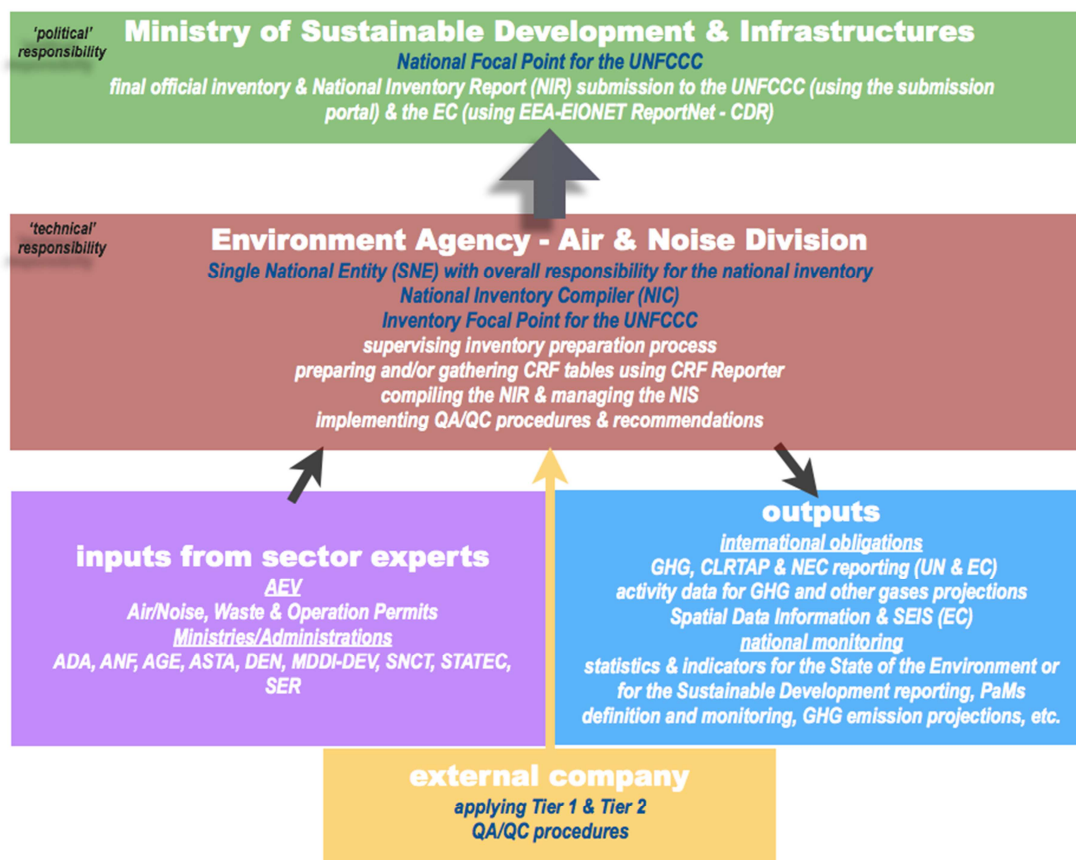 'political'
responsibility
Ministry of Sustainable Development & Infrastructures
National Focal Point for the UNFCCC
final official inventory & National Inventory Report (NIR) submission to the UNFCCC (using the submission
portal) & the EC (using EEA-EIONET ReportNet - CDR)
'technical'
responsibility
Environment Agency - Air & Noise Division
Single National Entity (SNE) with overall responsibility for the national inventory
National Inventory Compiler (NIC)
Inventory Focal Point for the UNFCCC
supervising inventory preparation process
preparing and/or gathering CRF tables using CRF Reporter
compiling the NIR & managing the NIS
implementing QA/QC procedures & recommendations
inputs from sector experts
AEV
Air/Noise, Waste & Operation Permits
Ministries/Administrations
ADA, ANF, AGE, ASTA, DEN, MDDI-DEV, SNCT, STATEC,
SER
outputs
international obligations
GHG, CLRTAP & NEC reporting (UN & EC)
activity data for GHG and other gases projections
Spatial Data Information & SEIS (EC)
national monitoring
statistics & indicators for the State of the Environment or
for the Sustainable Development reporting, PaMs
definition and monitoring, GHG emission projections, etc.
external company
applying Tier 1 & Tier 2
QA/QC procedures